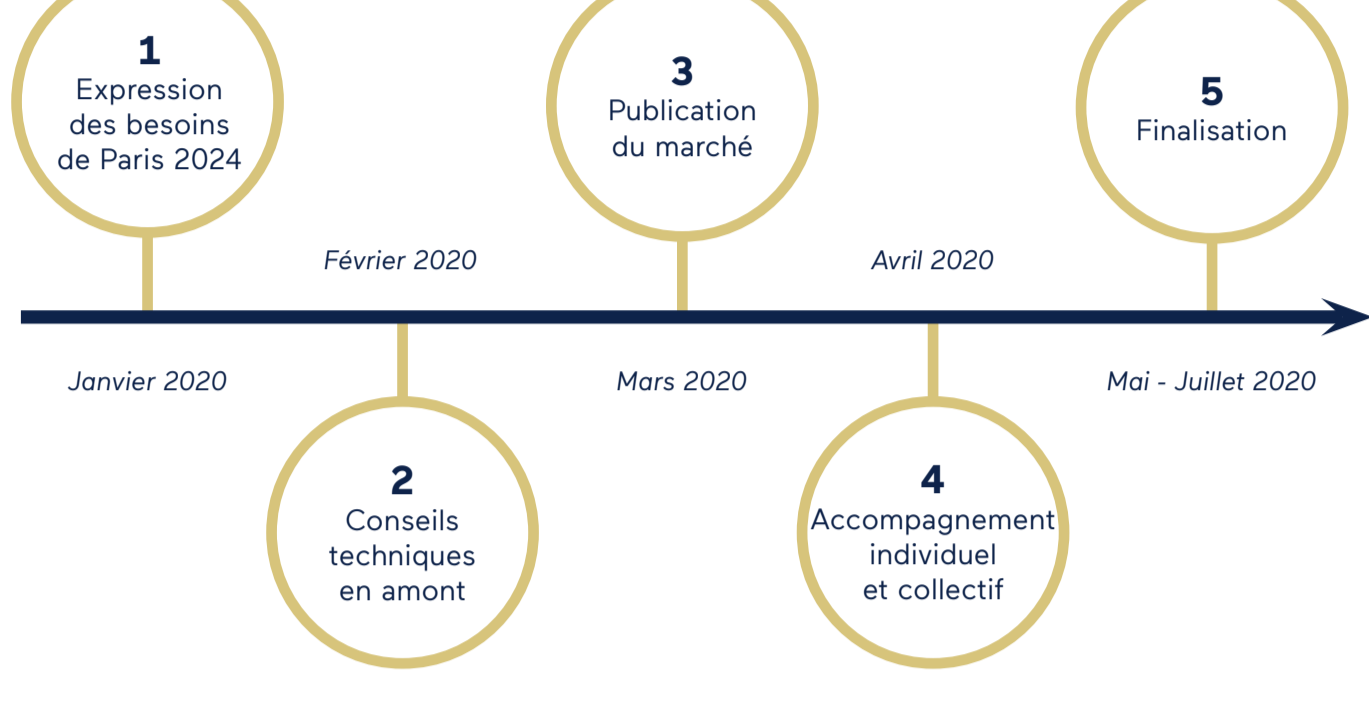 1
Expression
des besoins
de Paris 2024
Janvier 2020
Février 2020
2
Conseils
techniques
en amont
3
Publication
du marché
Mars 2020
Avril 2020
4
Accompagnement
individuel
et collectif
5
Finalisation
Mai - Juillet 2020